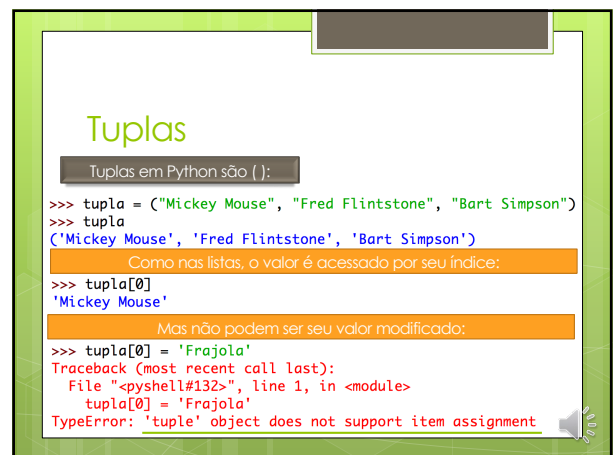 Tuplas
Tuplas em Python são ( ):
>>> tupla = ("Mickey Mouse", "Fred Flintstone", "Bart Simpson")
>>> tupla
('Mickey Mouse', 'Fred Flintstone', 'Bart Simpson')
Como nas listas, o valor é acessado por seu índice:
>>> tupla[0]
'Mickey Mouse'
Mas não podem ser seu valor modificado:
>>> tupla[0] = 'Frajola'
Traceback (most recent call last):
  File "<pyshell#132>", line 1, in <module>
    tupla[0] = 'Frajola'
TypeError: 'tuple' object does not support item assignment